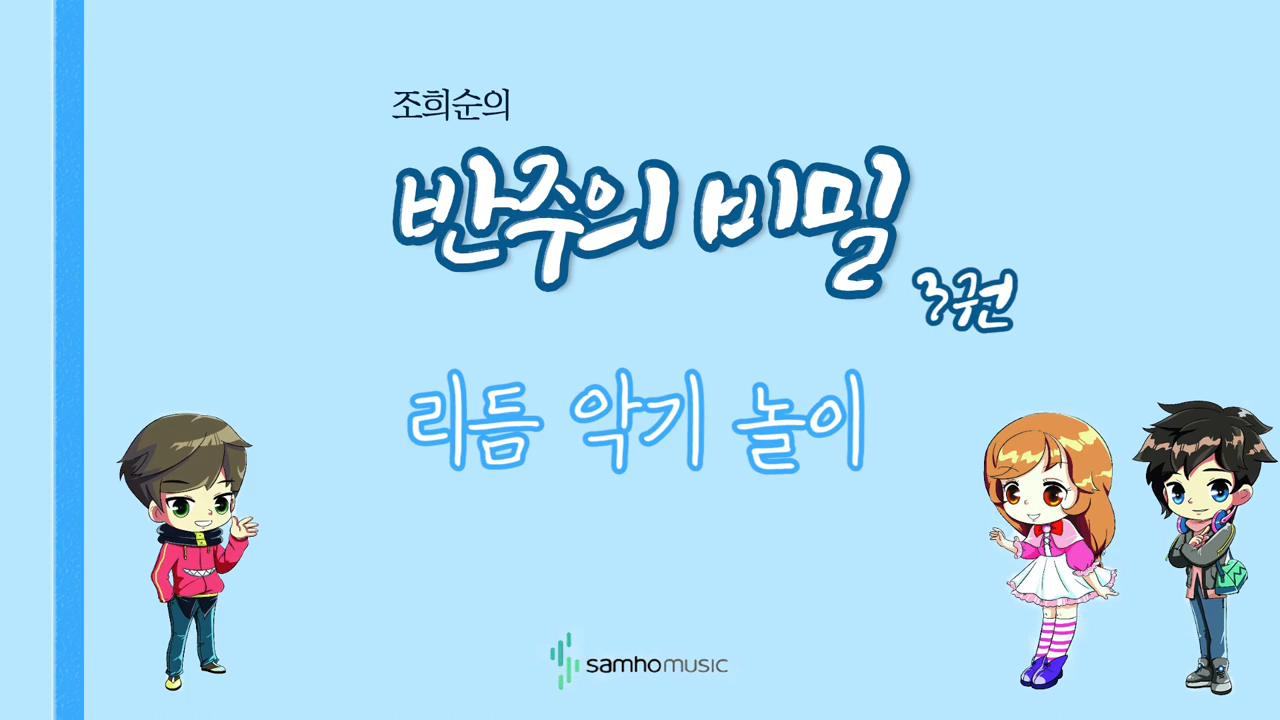 조희순의
반주의 비밀
3권
리듬 악기 놀이
samhomusic